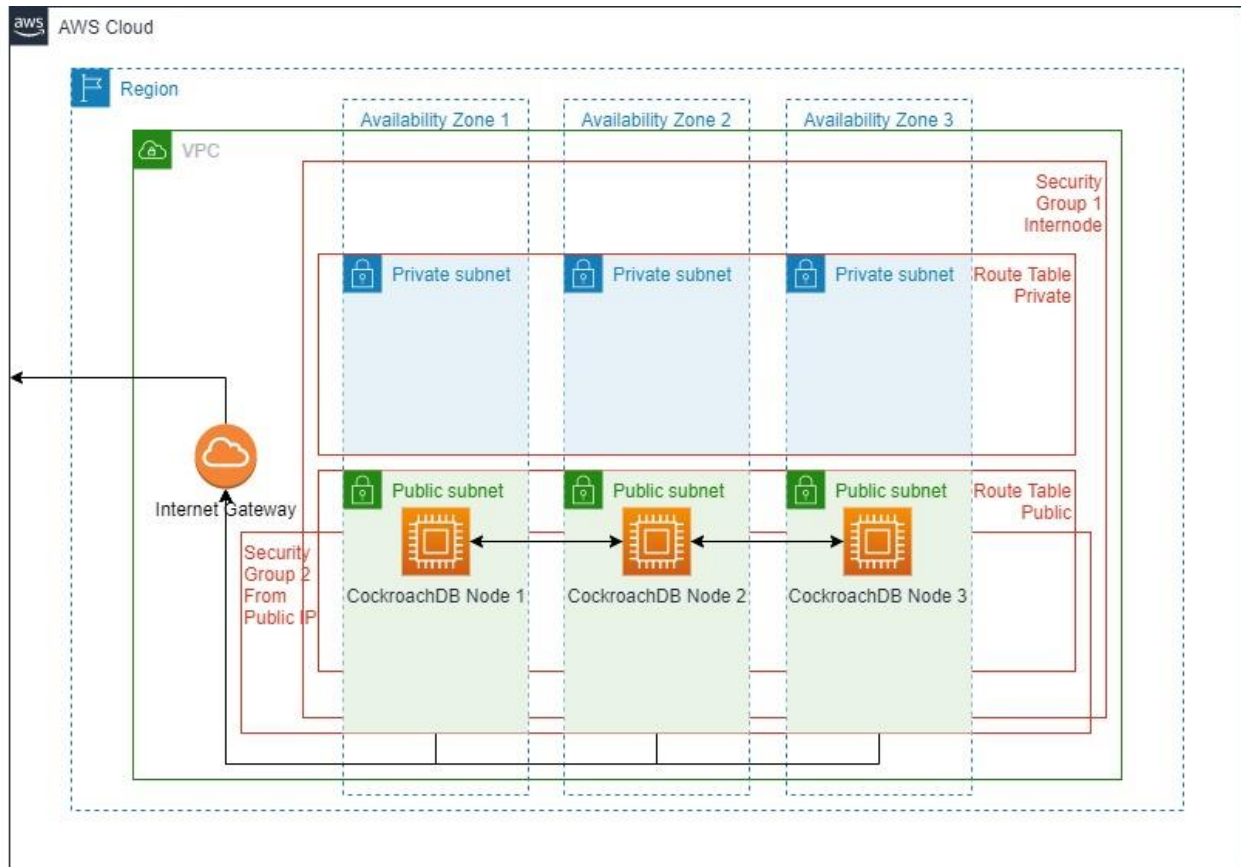 aws
AWS Cloud
Region
Availability Zone 1
Availability Zone 2
Availability Zone 3
VPC
Security
Group 1
Internode
Private subnet
Private subnet
Private subnet
Route Table
Private
Internet Gateway
Public subnet
Public subnet
Public subnet
Route Table
Public
Security
Group 2
From
Public IP
CockroachDB Node 1
CockroachDB Node 2
CockroachDB Node 3